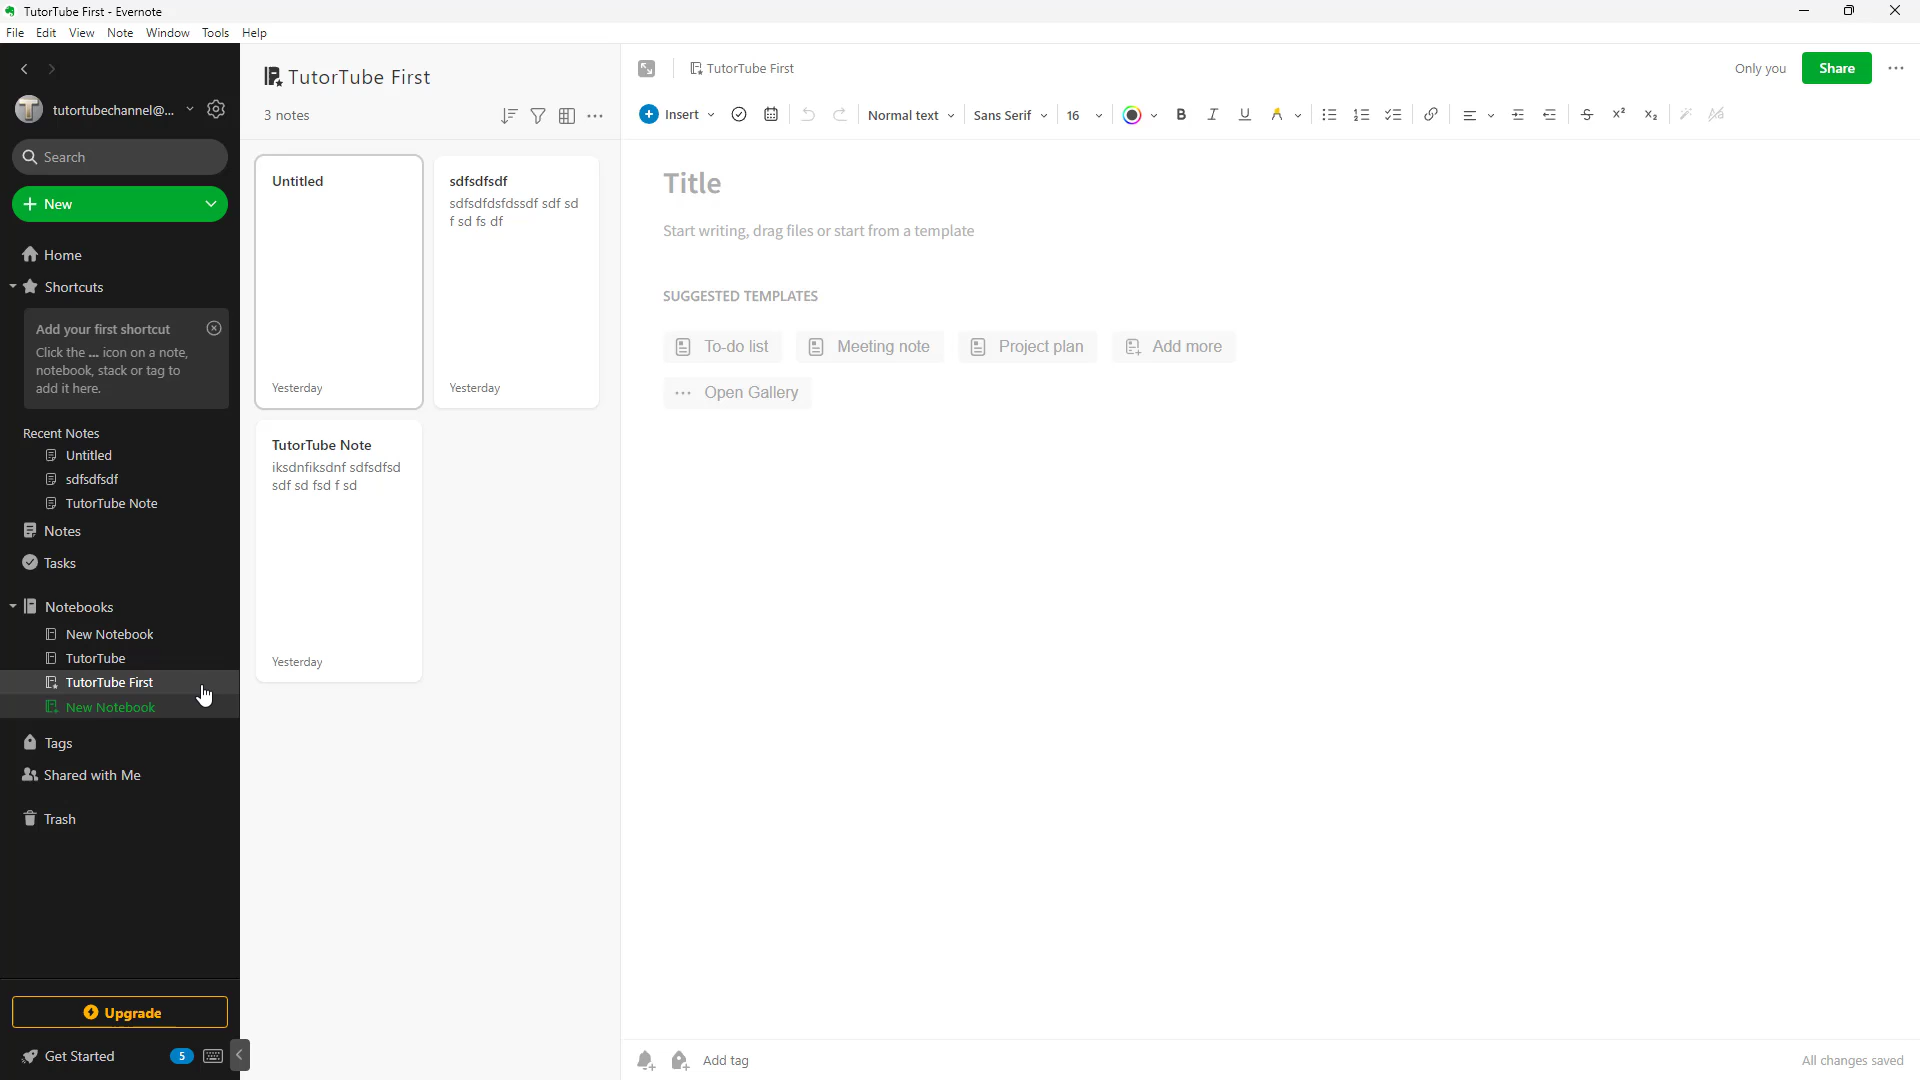 TutorTube First - Evernote
File Edit View Note Window Tools Help
tutortubechannel@...
Search
New
Home
Shortcuts
Add your first shortcut
Click the ... icon on a note,
notebook, stack or tag to
add it here.
Recent Notes
Untitled
sdfsdfsdf
TutorTube Note
Notes
Tasks
Notebooks
New Notebook
TutorTube
TutorTube First
New Notebook
Tags
Shared with Me
Trash
Upgrade
Get Started 5
TutorTube First
3 notes
Untitled
Yesterday
sdfsdfsdf
sdfsdfdsfdssdf sdf sd
f sd fs df
Yesterday
TutorTube Note
iksdnfiksdnf sdfsdfsd
sdf sd fsd f sd
Yesterday
TutorTube First
Only you
Share
Insert Normal text Sans Serif 16
Title
Start writing, drag files or start from a template
SUGGESTED TEMPLATES
To-do list Meeting note Project plan Add more
Open Gallery
Add tag
All changes saved